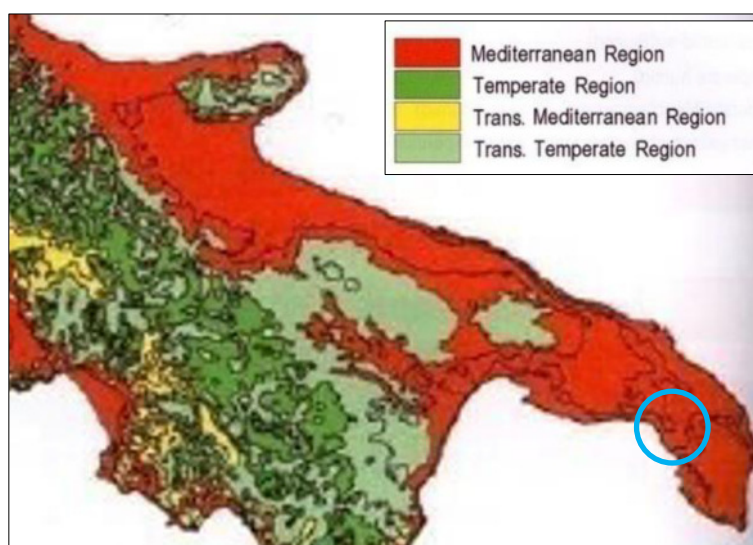 Mediterranean Region
Temperate Region
Trans. Mediterranean Region
Trans. Temperate Region